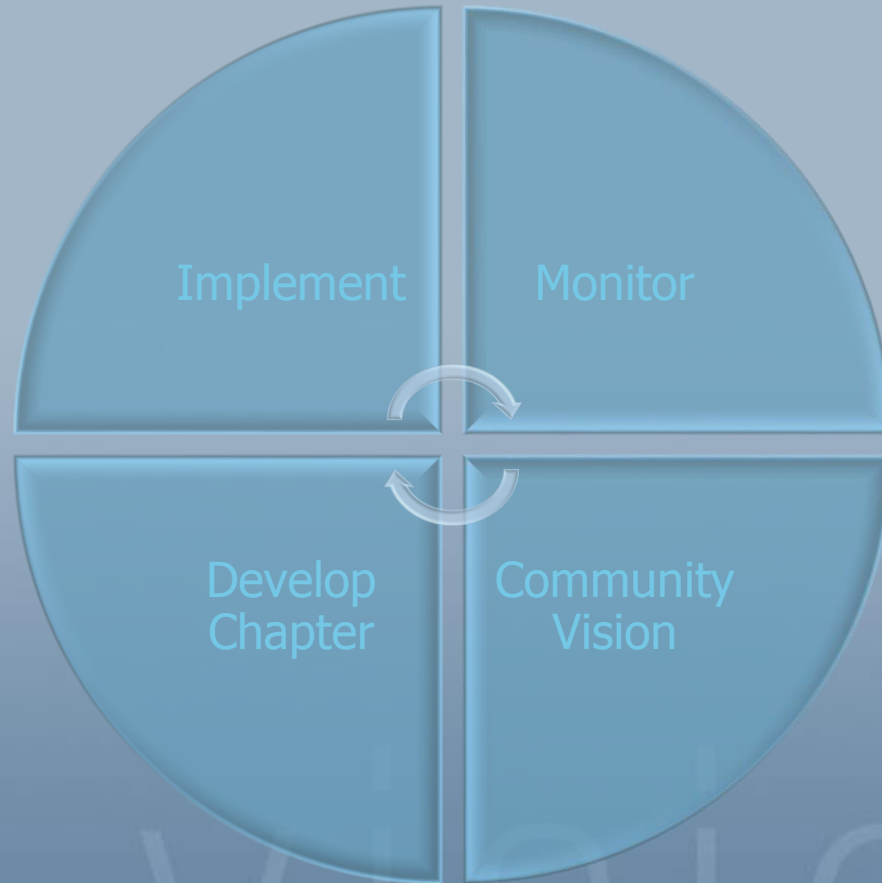 Implement
Monitor
Develop
Chapter
Community
Vision